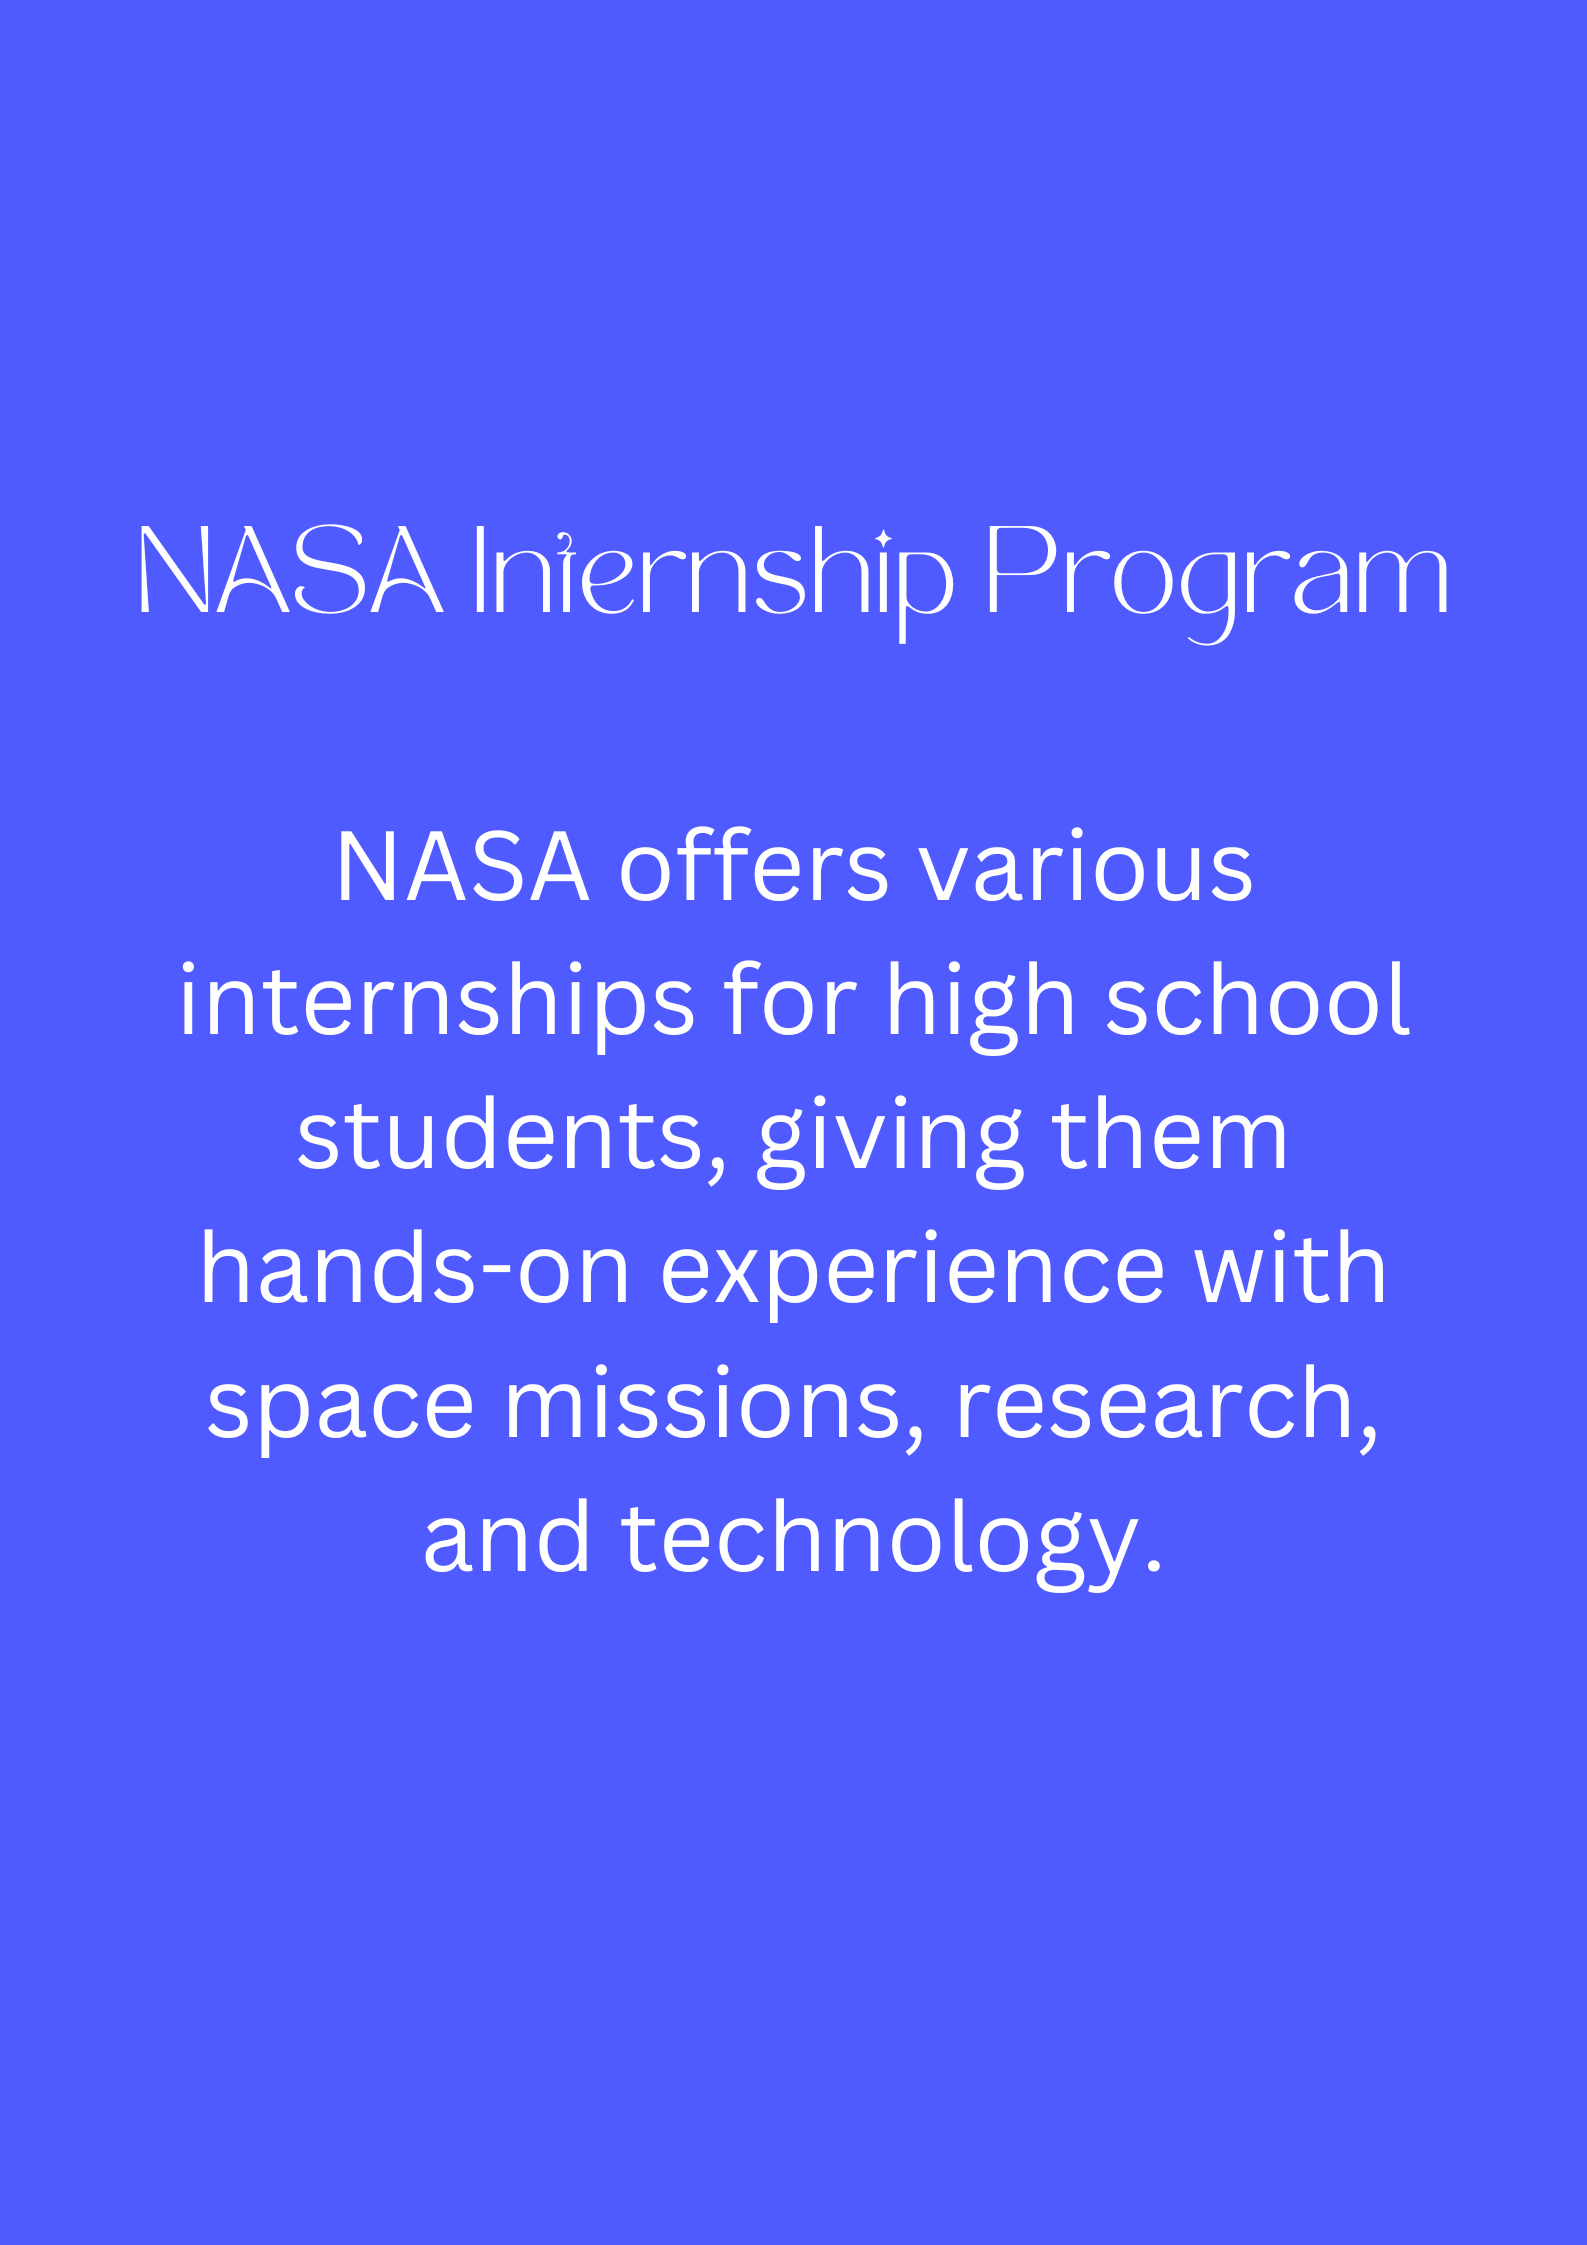 NASA Internship Program
NASA offers various
internships for high school
students, giving them
hands-on experience with
space missions, research,
and technology.